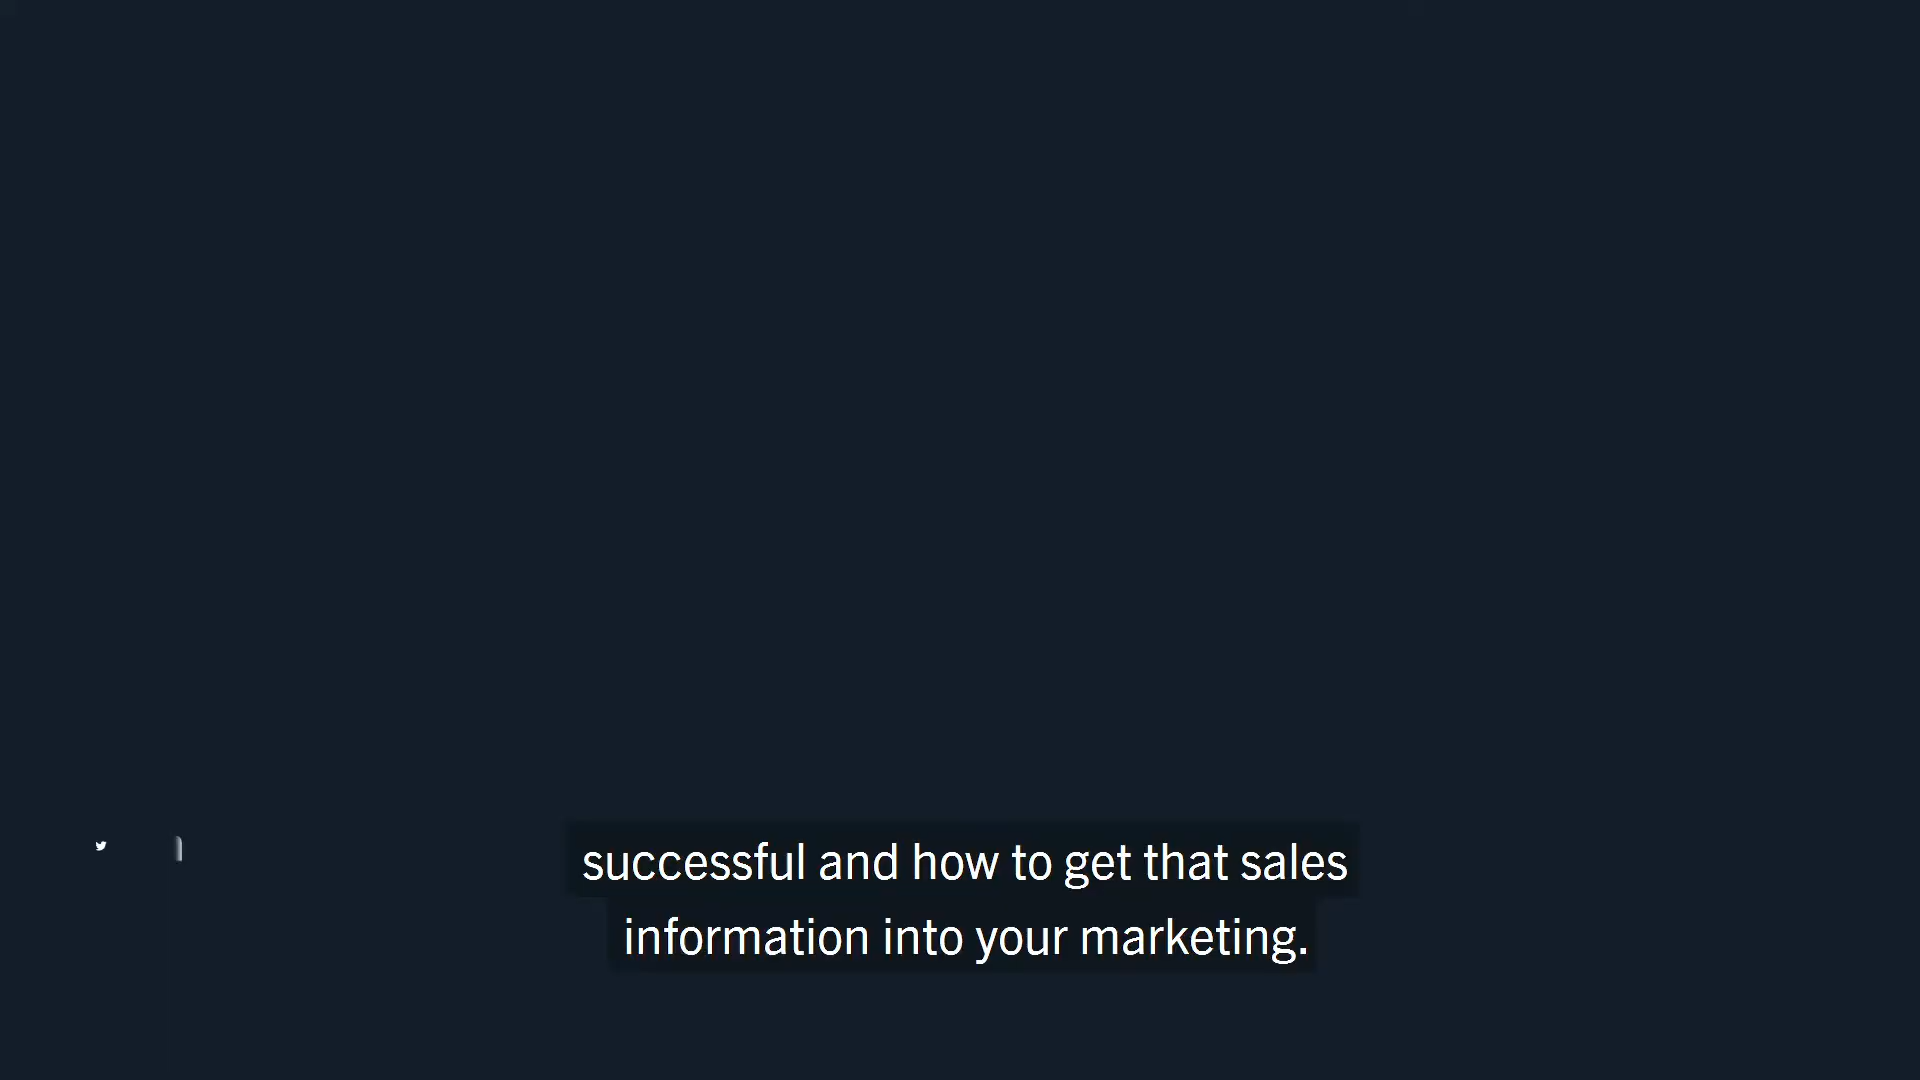 successful and how to get that sales
information into your marketing.